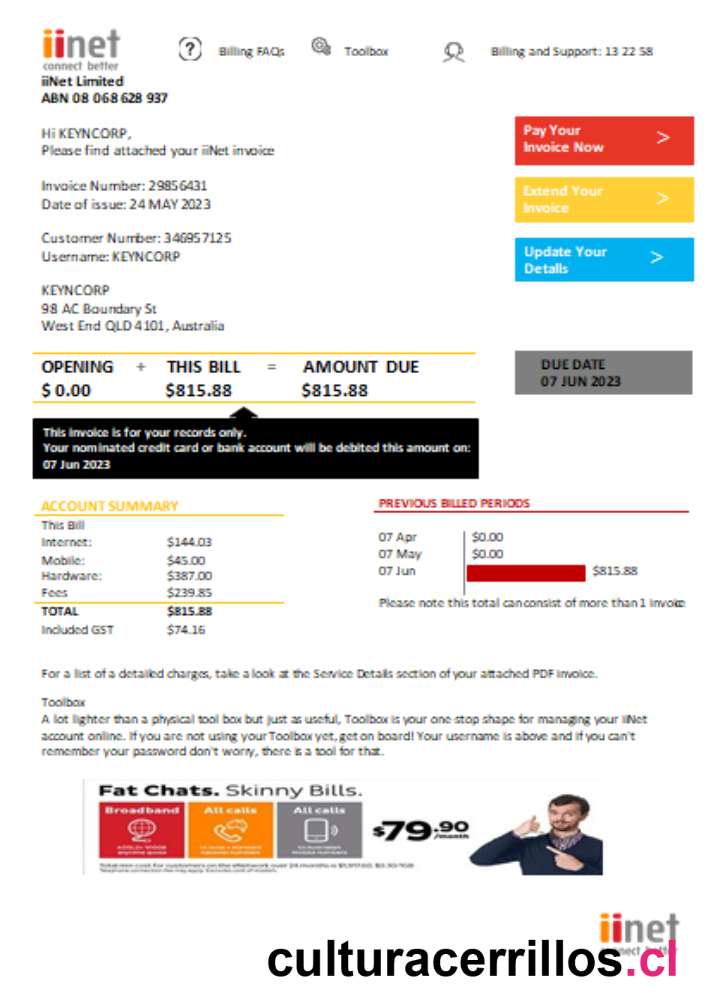 iinet
connect better
? Billing FAQs Toolbox Billing and Support: 13 22 58
iiNet Limited
ABN 08 068 628 937
Hi KEYNCORP,
Please find attached your iiNet invoice
Pay Your
Invoice Now >
Invoice Number: 29856431
Date of issue: 24 MAY 2023
Extend Your
Invoice >
Customer Number: 346957125
Username: KEYNCORP
Update Your
Details >
KEYNCORP
98 AC Boundary St
West End QLD 4101, Australia
OPENING + THIS BILL = AMOUNT DUE
$ 0.00 $815.88 $815.88
DUE DATE
07 JUN 2023
This invoice is for your records only.
Your nominated credit card or bank account will be debited this amount on:
07 Jun 2023
ACCOUNT SUMMARY
This Bill
Internet: $144.03
Mobile: $45.00
Hardware: $387.00
Fees $239.85
TOTAL $815.88
Included GST $74.16
PREVIOUS BILLED PERIODS
07 Apr $0.00
07 May $0.00
07 Jun $815.88
Please note this total can consist of more than 1 invoice
For a list of a detailed charges, take a look at the Service Details section of your attached PDF invoice.
Toolbox
A lot lighter than a physical tool box but just as useful, Toolbox is your one stop shape for managing your iiNet
account online. If you are not using your Toolbox yet, get on board! Your username is above and if you can't
remember your password don't worry, there is a tool for that.
Fat Chats. Skinny Bills.
Broadband All calls All calls
$79.90
/month
iinet
connect better
culturacerrillos.cl